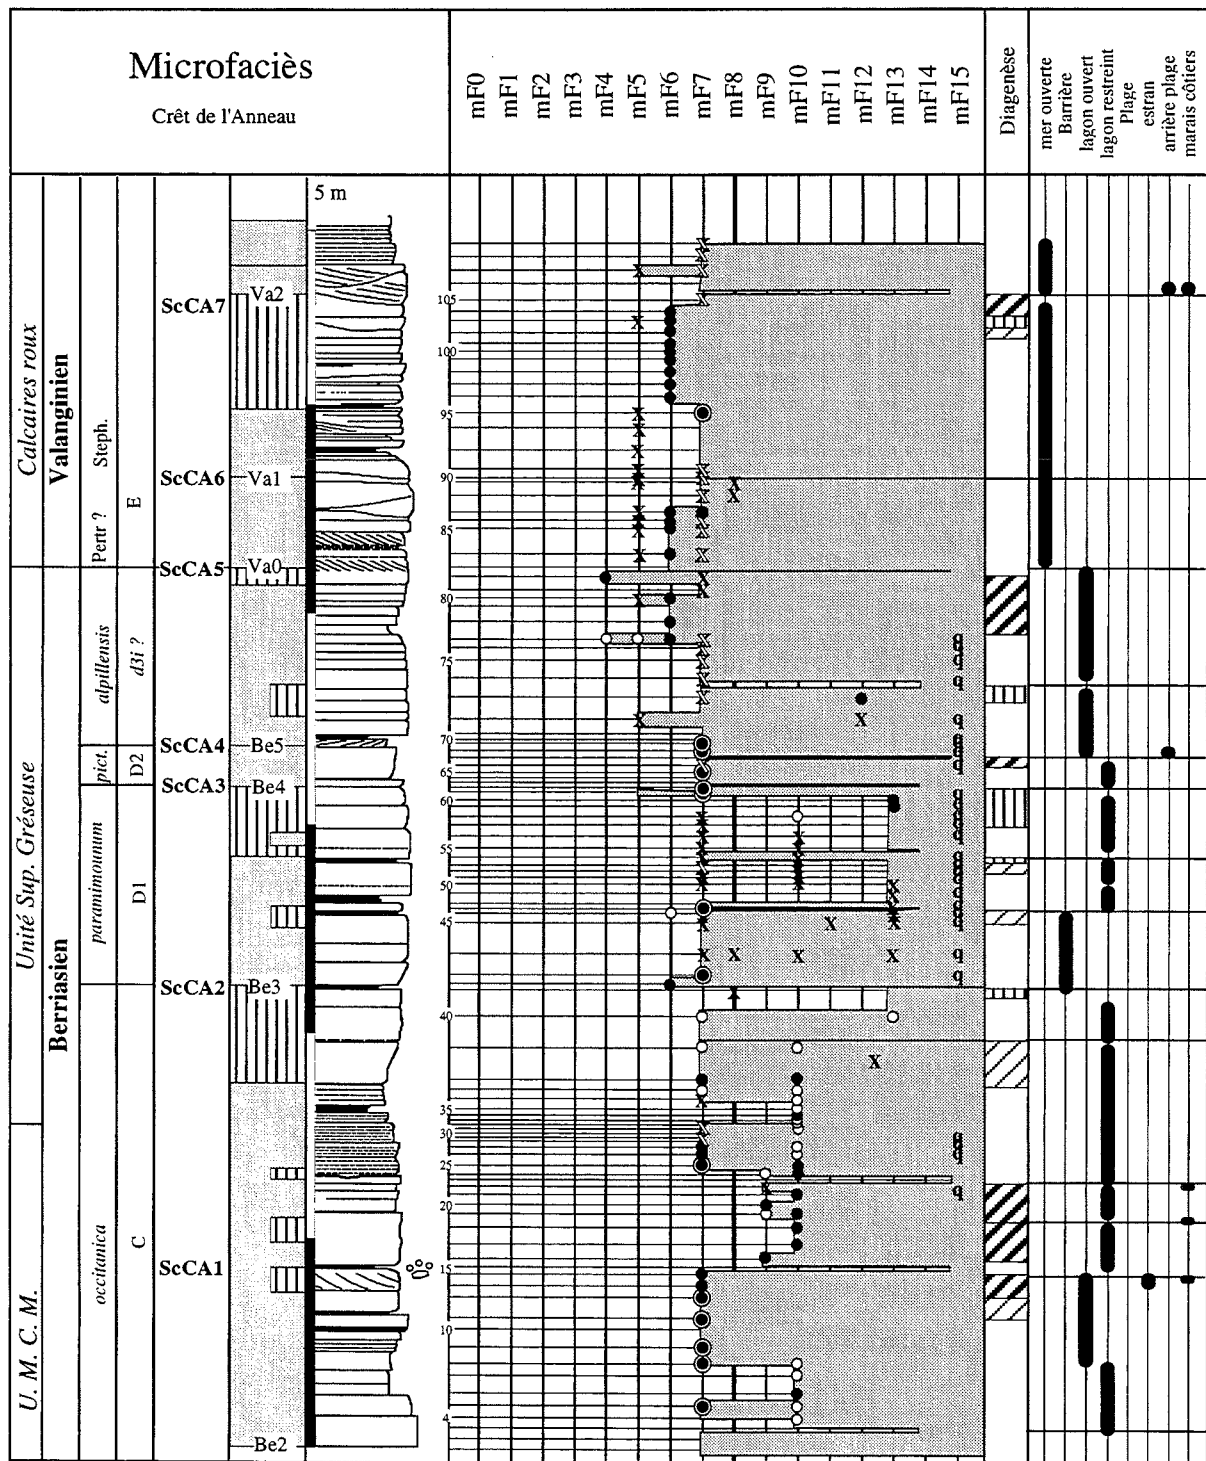 Microfaciès
Crêt de l'Anneau
mF0
mF1
mF2
mF3
mF4
mF5
mF6
mF7
mF8
mF9
mF10
mF11
mF12
mF13
mF14
mF15
Diagenèse
mer ouverte
Barrière
lagon ouvert
lagon restreint
Plage
estran
arrière plage
marais côtiers
5 m
Calcaires roux
Unité Sup. Gréseuse
U. M. C. M.
Valanginien
Berriasien
Steph.
Pertr ?
alpillensis
pict.
paramimounum
occitanica
E
d3i ?
D2
D1
C
ScCA7
ScCA6
ScCA5
ScCA4
ScCA3
ScCA2
ScCA1
Va2
Va1
Va0
Be5
Be4
Be3
Be2
105
100
95
90
85
80
75
70
65
60
55
50
45
40
35
30
25
20
15
10
4